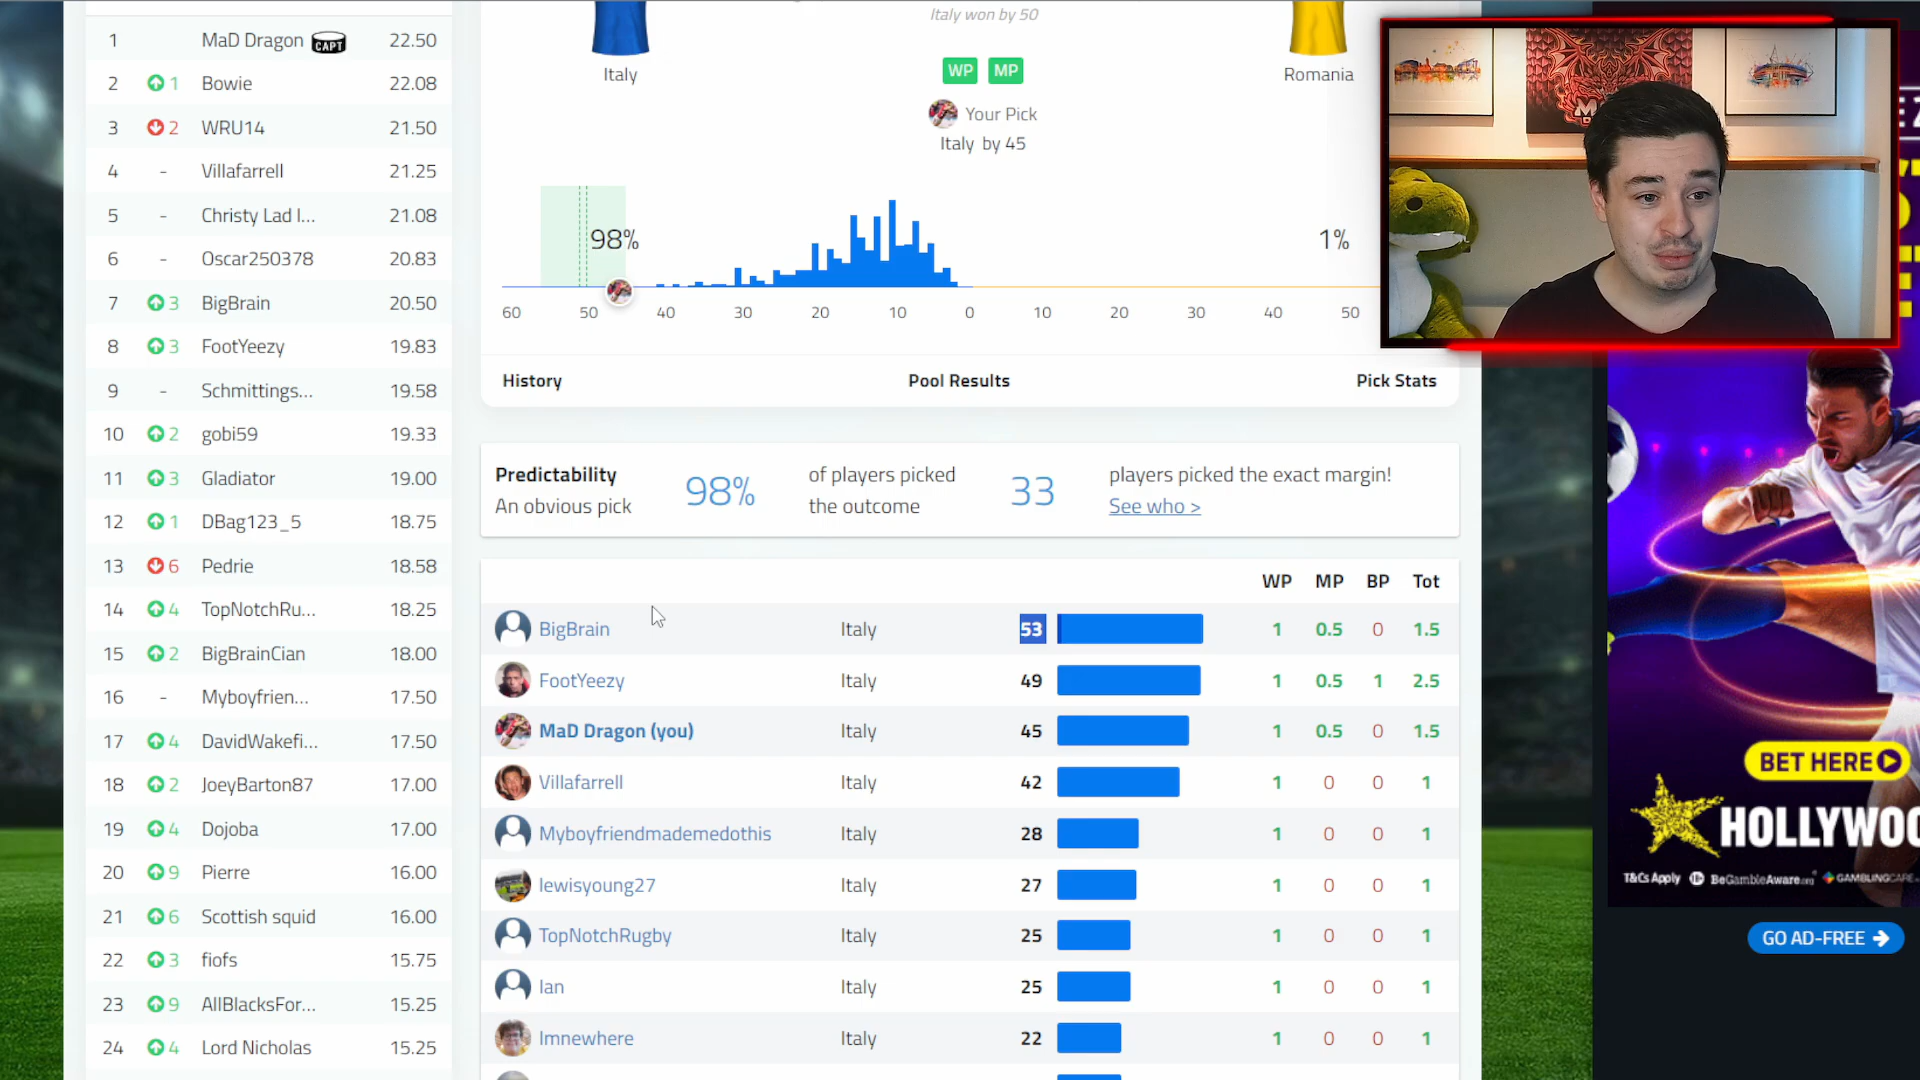 1 MaD Dragon CAPT 22.50
2 1 Bowie 22.08
3 2 WRU14 21.50
4 - Villafarrell 21.25
5 - Christy Lad I... 21.08
6 - Oscar250378 20.83
7 3 BigBrain 20.50
8 3 FootYeezy 19.83
9 - Schmittings... 19.58
10 2 gobi59 19.33
11 3 Gladiator 19.00
12 1 DBag123_5 18.75
13 6 Pedrie 18.58
14 4 TopNotchRu... 18.25
15 2 BigBrainCian 18.00
16 - Myboyfrien... 17.50
17 4 DavidWakefi... 17.50
18 2 JoeyBarton87 17.00
19 4 Dojoba 17.00
20 9 Pierre 16.00
21 6 Scottish squid 16.00
22 3 fiofs 15.75
23 9 AllBlacksFor... 15.25
24 4 Lord Nicholas 15.25
Italy won by 50
Italy Romania
WP MP
Your Pick
Italy by 45
98% 1%
60 50 40 30 20 10 0 10 20 30 40 50
History Pool Results Pick Stats
Predictability 98% of players picked 33 players picked the exact margin!
An obvious pick the outcome See who >
WP MP BP Tot
BigBrain Italy 53 1 0.5 0 1.5
FootYeezy Italy 49 1 0.5 1 2.5
MaD Dragon (you) Italy 45 1 0.5 0 1.5
Villafarrell Italy 42 1 0 0 1
Myboyfriendmademedothis Italy 28 1 0 0 1
lewisyoung27 Italy 27 1 0 0 1
TopNotchRugby Italy 25 1 0 0 1
Ian Italy 25 1 0 0 1
Imnewhere Italy 22 1 0 0 1
BET HERE
HOLLYWOO
T&Cs Apply BeGambleAware.org GAMBLINGCARE
GO AD-FREE